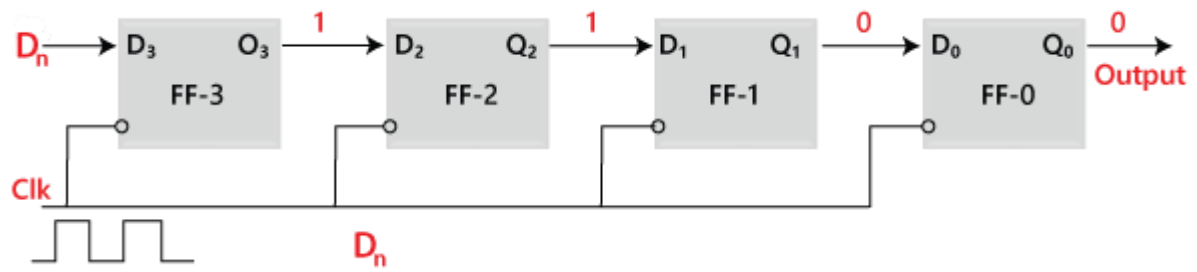 1 1 0 0
Dₙ D₃ O₃ D₂ Q₂ D₁ Q₁ D₀ Q₀
Output
FF-3 FF-2 FF-1 FF-0
Clk
Dₙ